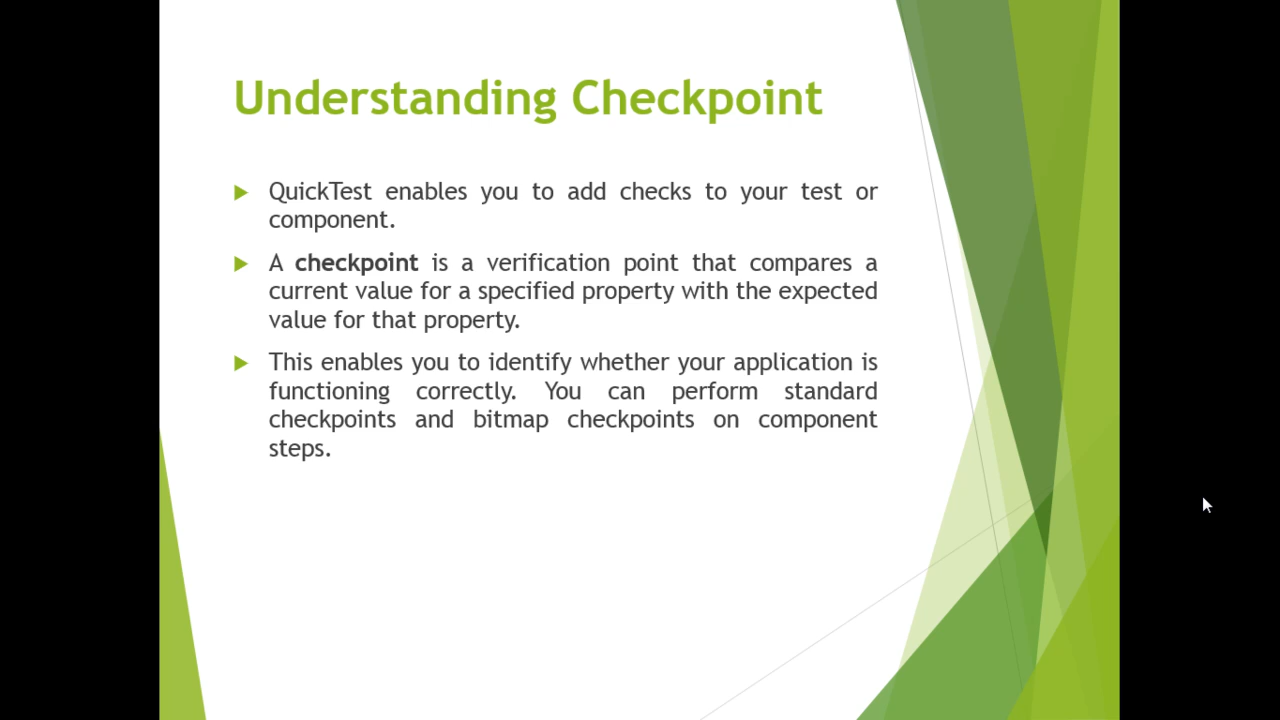 Understanding Checkpoint
QuickTest enables you to add checks to your test or
component.
A checkpoint is a verification point that compares a
current value for a specified property with the expected
value for that property.
This enables you to identify whether your application is
functioning correctly. You can perform standard
checkpoints and bitmap checkpoints on component
steps.